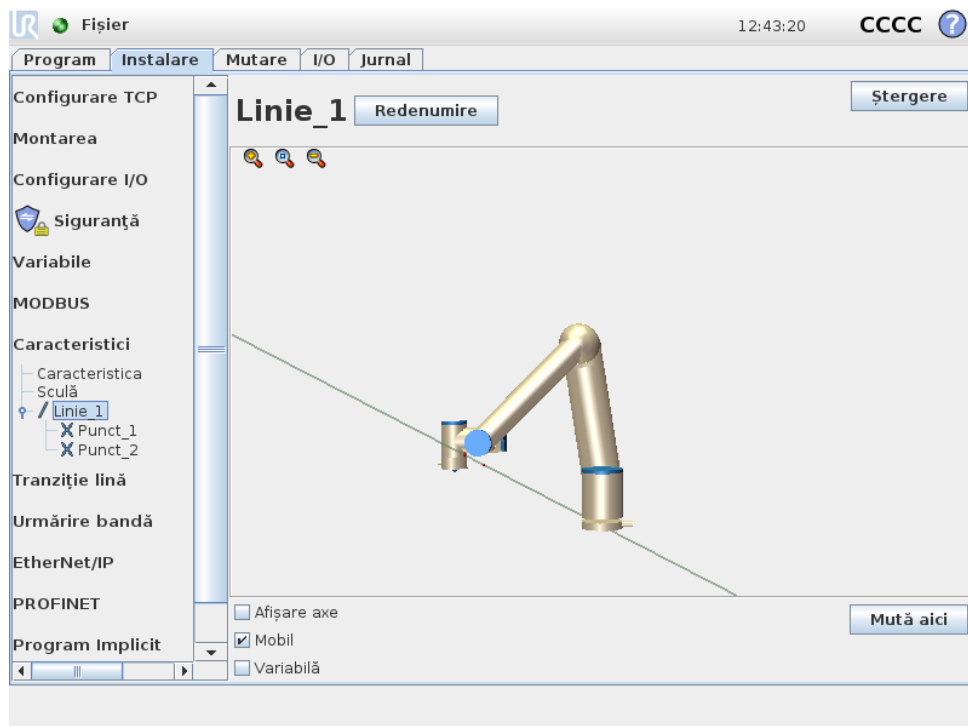 UR Fișier 12:43:20 CCCC ?
Program Instalare Mutare I/O Jurnal
Configurare TCP
Montarea
Configurare I/O
Siguranţă
Variabile
MODBUS
Caracteristici
Caracteristica
Sculă
Linie_1
Punct_1
Punct_2
Tranziție lină
Urmărire bandă
EtherNet/IP
PROFINET
Program Implicit
Linie_1 Redenumire Ștergere
Afișare axe
Mobil
Variabilă
Mută aici